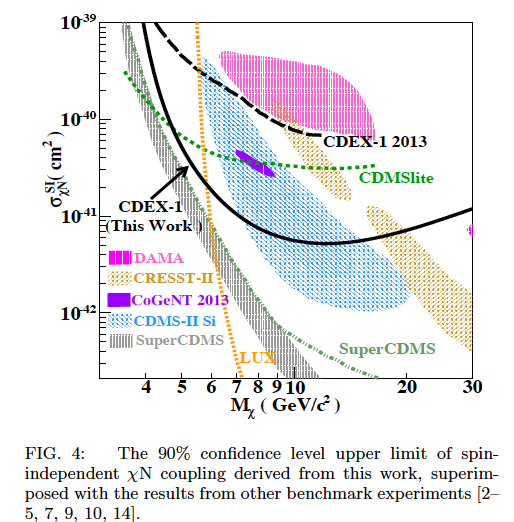 10-39
10-40
10-41
10-42
σSIχN( cm2 )
CDEX-1 2013
CDMSlite
CDEX-1
(This Work )
DAMA
CRESST-II
CoGeNT 2013
CDMS-II Si
SuperCDMS
LUX
SuperCDMS
4 5 6 7 8 9 10 20 30
Mχ ( GeV/c2 )
FIG. 4: The 90% confidence level upper limit of spin-
independent χN coupling derived from this work, superim-
posed with the results from other benchmark experiments [2–
5, 7, 9, 10, 14].